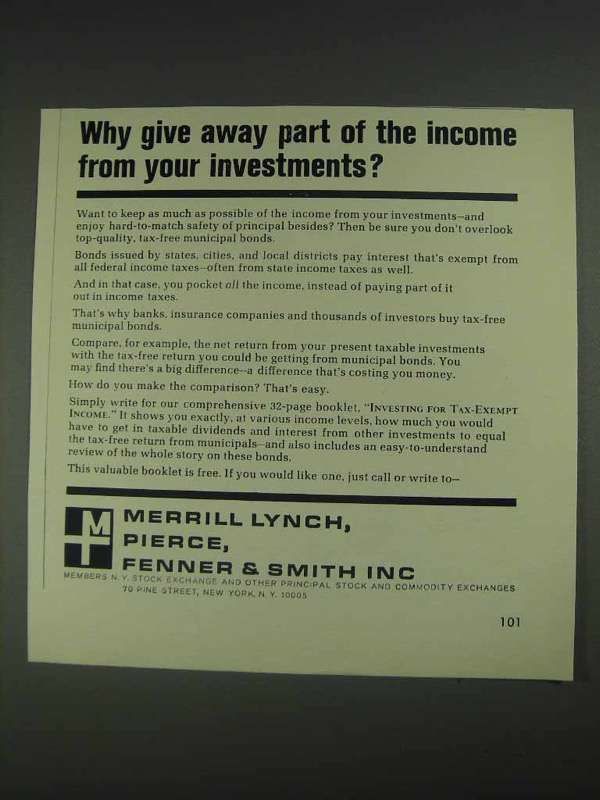 Why give away part of the income
from your investments?
Want to keep as much as possible of the income from your investments—and
enjoy hard-to-match safety of principal besides? Then be sure you don't overlook
top-quality, tax-free municipal bonds.
Bonds issued by states, cities, and local districts pay interest that's exempt from
all federal income taxes—often from state income taxes as well.
And in that case, you pocket all the income, instead of paying part of it
out in income taxes.
That's why banks, insurance companies and thousands of investors buy tax-free
municipal bonds.
Compare, for example, the net return from your present taxable investments
with the tax-free return you could be getting from municipal bonds. You
may find there's a big difference—a difference that's costing you money.
How do you make the comparison? That's easy.
Simply write for our comprehensive 32-page booklet, "INVESTING FOR TAX-EXEMPT
INCOME." It shows you exactly, at various income levels, how much you would
have to get in taxable dividends and interest from other investments to equal
the tax-free return from municipals—and also includes an easy-to-understand
review of the whole story on these bonds.
This valuable booklet is free. If you would like one, just call or write to—
M
MERRILL LYNCH,
PIERCE,
FENNER & SMITH INC
MEMBERS N.Y. STOCK EXCHANGE AND OTHER PRINCIPAL STOCK AND COMMODITY EXCHANGES
70 PINE STREET, NEW YORK, N. Y. 10005
101